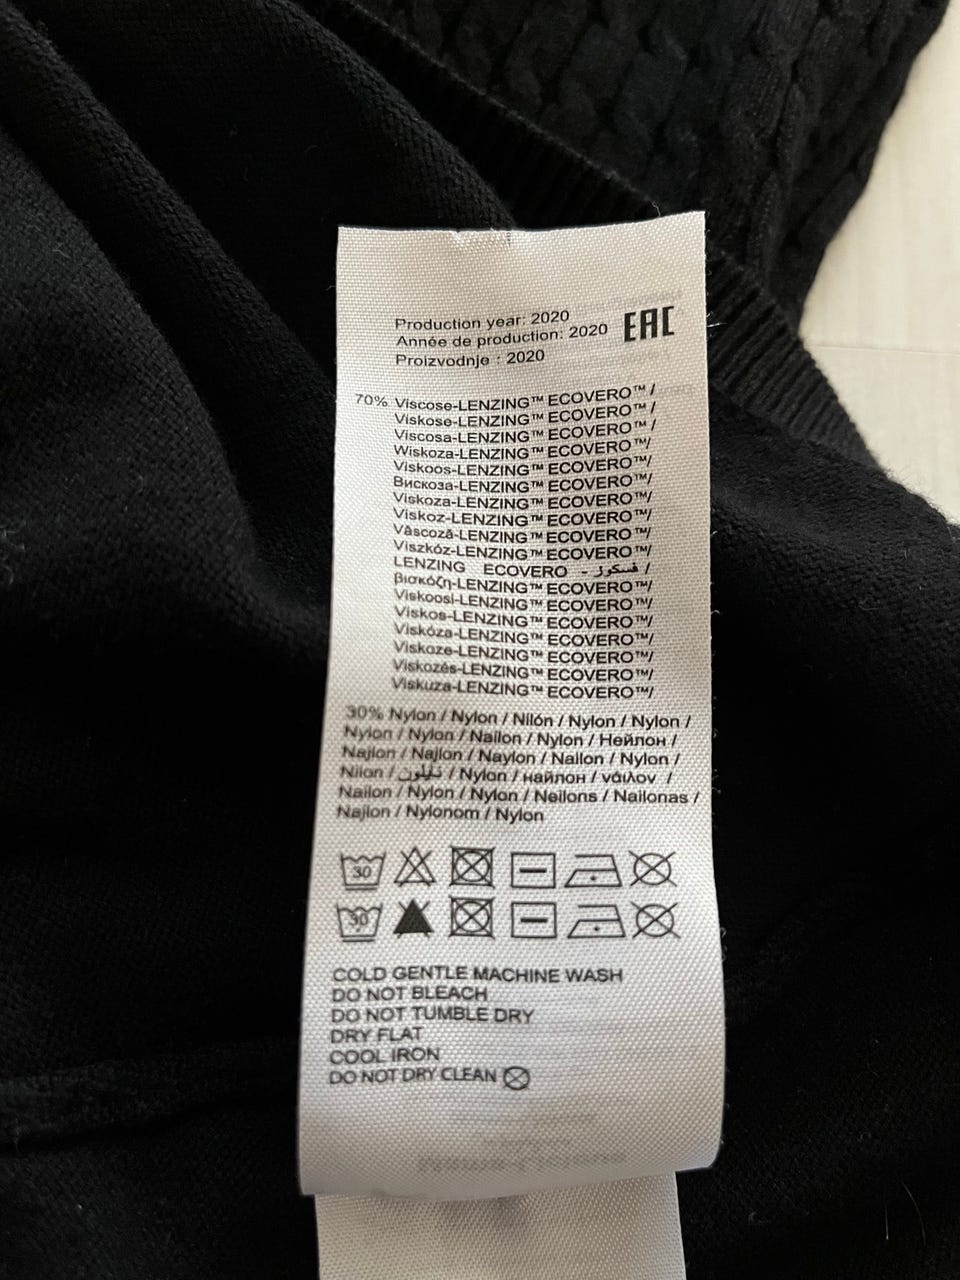 Production year: 2020
Année de production: 2020
Proizvodnje : 2020
EAC
70% Viscose-LENZING™ ECOVERO™ /
Viskose-LENZING™ ECOVERO™ /
Viscosa-LENZING™ ECOVERO™ /
Wiskoza-LENZING™ ECOVERO™/
Viskoos-LENZING™ ECOVERO™/
Вискоза-LENZING™ ECOVERO™/
Viskoza-LENZING™ ECOVERO™/
Viskoz-LENZING™ ECOVERO™/
Vâscoză-LENZING™ ECOVERO™/
Viszkóz-LENZING™ ECOVERO™/
LENZING ECOVERO - فسكوز /
βισκόζη-LENZING™ ECOVERO™/
Viskoosi-LENZING™ ECOVERO™/
Viskos-LENZING™ ECOVERO™/
Viskóza-LENZING™ ECOVERO™/
Viskoze-LENZING™ ECOVERO™/
Viskozės-LENZING™ ECOVERO™/
Viskuza-LENZING™ ECOVERO™/
30% Nylon / Nylon / Nilón / Nylon / Nylon /
Nylon / Nylon / Nailon / Nylon / Нейлон /
Najlon / Najlon / Naylon / Nailon / Nylon /
Nilon / نايلون / Nylon / найлон / νάιλον /
Nailon / Nylon / Nylon / Neilons / Nailonas /
Najlon / Nylonom / Nylon
30
30
COLD GENTLE MACHINE WASH
DO NOT BLEACH
DO NOT TUMBLE DRY
DRY FLAT
COOL IRON
DO NOT DRY CLEAN